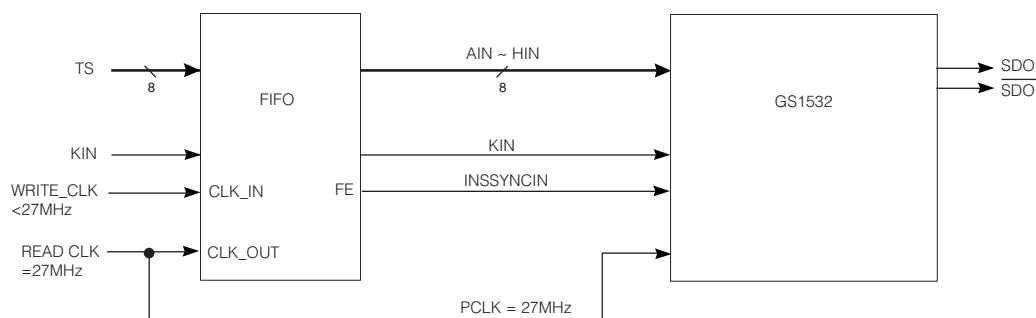 TS
8
AIN ~ HIN
8
SDO
SDO
FIFO
GS1532
KIN
KIN
WRITE_CLK
<27MHz
CLK_IN
FE
INSSYNCIN
READ CLK
=27MHz
CLK_OUT
PCLK = 27MHz